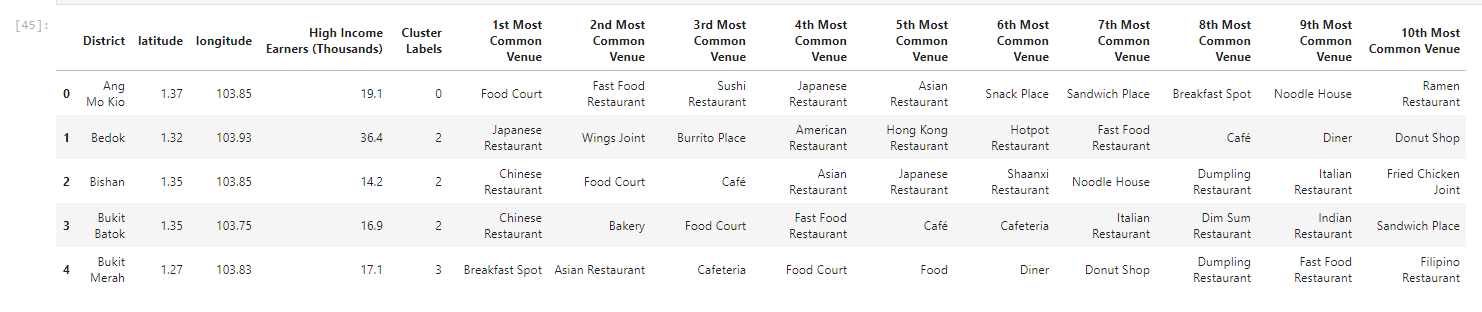 [45]:
District latitude longitude High Income Earners (Thousands) Cluster Labels 1st Most Common Venue 2nd Most Common Venue 3rd Most Common Venue 4th Most Common Venue 5th Most Common Venue 6th Most Common Venue 7th Most Common Venue 8th Most Common Venue 9th Most Common Venue 10th Most Common Venue
0 Ang Mo Kio 1.37 103.85 19.1 0 Food Court Fast Food Restaurant Sushi Restaurant Japanese Restaurant Asian Restaurant Snack Place Sandwich Place Breakfast Spot Noodle House Ramen Restaurant
1 Bedok 1.32 103.93 36.4 2 Japanese Restaurant Wings Joint Burrito Place American Restaurant Hong Kong Restaurant Hotpot Restaurant Fast Food Restaurant Café Diner Donut Shop
2 Bishan 1.35 103.85 14.2 2 Chinese Restaurant Food Court Café Asian Restaurant Japanese Restaurant Shaanxi Restaurant Noodle House Dumpling Restaurant Italian Restaurant Fried Chicken Joint
3 Bukit Batok 1.35 103.75 16.9 2 Chinese Restaurant Bakery Food Court Fast Food Restaurant Café Cafeteria Italian Restaurant Dim Sum Restaurant Indian Restaurant Sandwich Place
4 Bukit Merah 1.27 103.83 17.1 3 Breakfast Spot Asian Restaurant Cafeteria Food Court Food Diner Donut Shop Dumpling Restaurant Fast Food Restaurant Filipino Restaurant